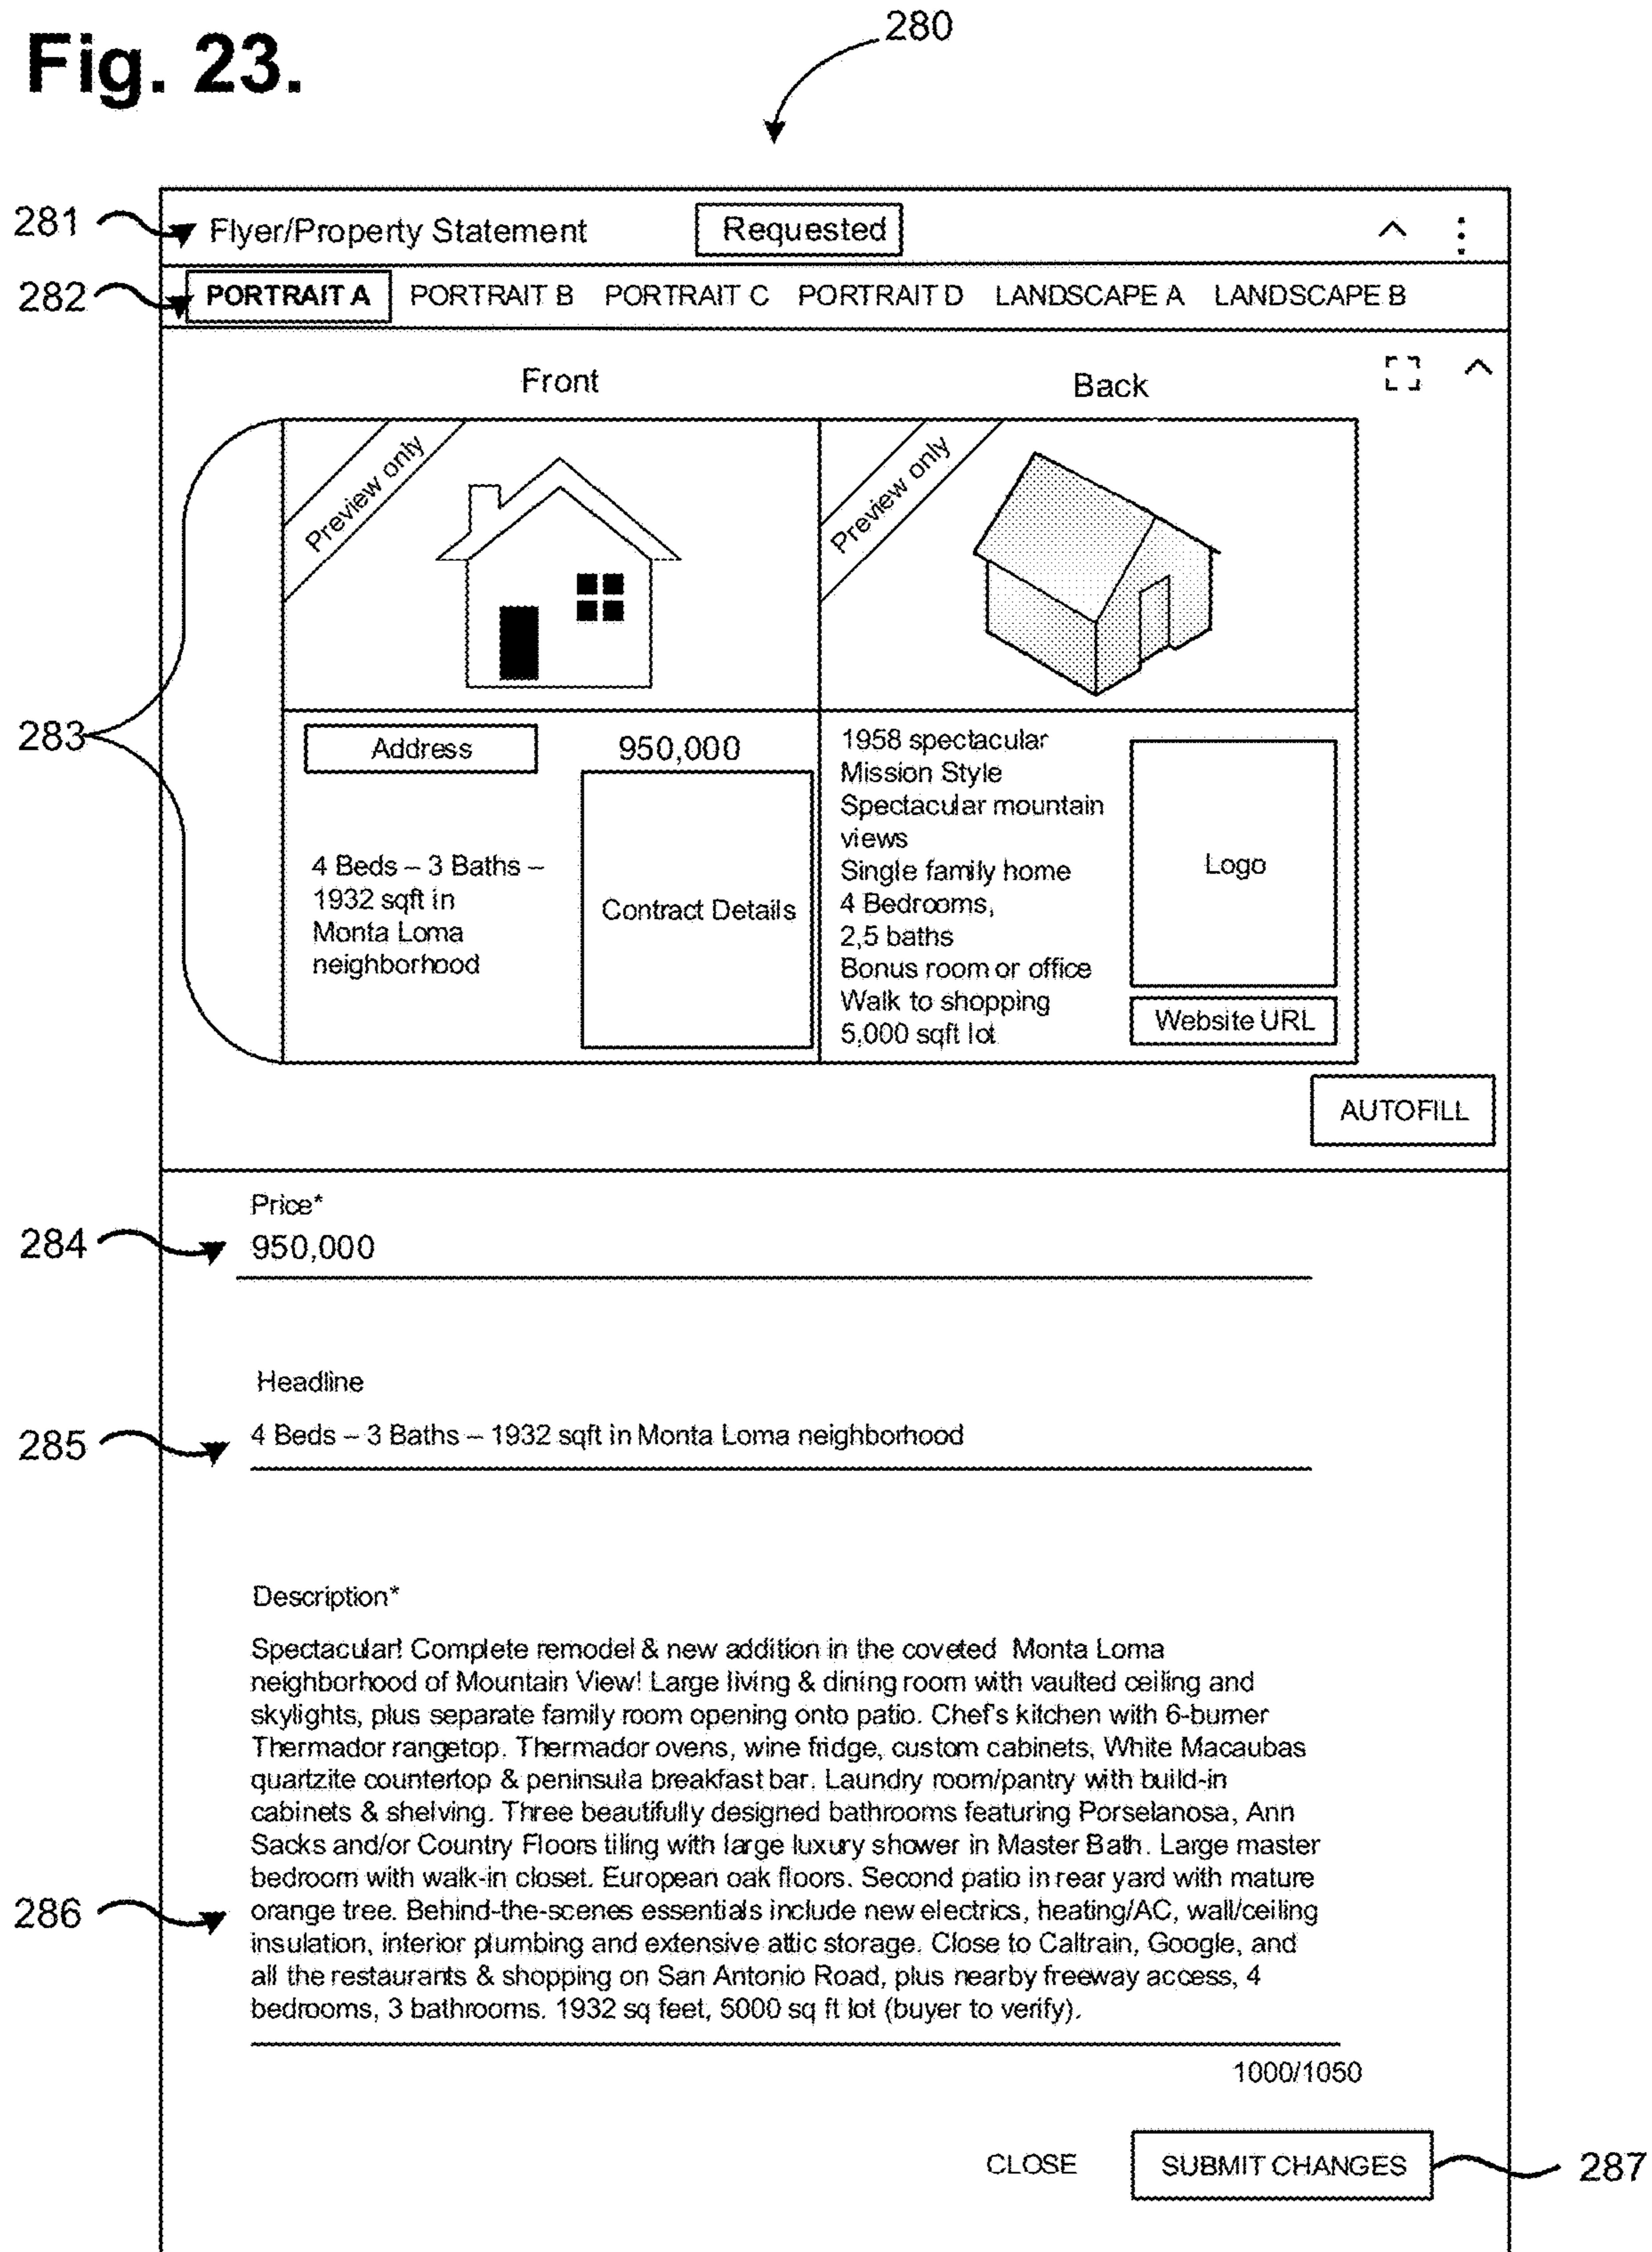 Fig. 23.
280
281
Flyer/Property Statement
Requested
282
PORTRAIT A
PORTRAIT B
PORTRAIT C
PORTRAIT D
LANDSCAPE A
LANDSCAPE B
Front
Back
Preview only
Preview only
283
Address
950,000
4 Beds – 3 Baths –
1932 sqft in
Monta Loma
neighborhood
Contract Details
1958 spectacular
Mission Style
Spectacular mountain
views
Single family home
4 Bedrooms,
2,5 baths
Bonus room or office
Walk to shopping
5,000 sqft lot
Logo
Website URL
AUTOFILL
Price*
284
950,000
Headline
285
4 Beds – 3 Baths – 1932 sqft in Monta Loma neighborhood
Description*
Spectacular! Complete remodel & new addition in the coveted Monta Loma
neighborhood of Mountain View! Large living & dining room with vaulted ceiling and
skylights, plus separate family room opening onto patio. Chef's kitchen with 6-burner
Thermador rangetop. Thermador ovens, wine fridge, custom cabinets, White Macaubas
quartzite countertop & peninsula breakfast bar. Laundry room/pantry with build-in
cabinets & shelving. Three beautifully designed bathrooms featuring Porselanosa, Ann
Sacks and/or Country Floors tiling with large luxury shower in Master Bath. Large master
bedroom with walk-in closet. European oak floors. Second patio in rear yard with mature
286
orange tree. Behind-the-scenes essentials include new electrics, heating/AC, wall/ceiling
insulation, interior plumbing and extensive attic storage. Close to Caltrain, Google, and
all the restaurants & shopping on San Antonio Road, plus nearby freeway access, 4
bedrooms, 3 bathrooms. 1932 sq feet, 5000 sq ft lot (buyer to verify).
1000/1050
CLOSE
SUBMIT CHANGES
287